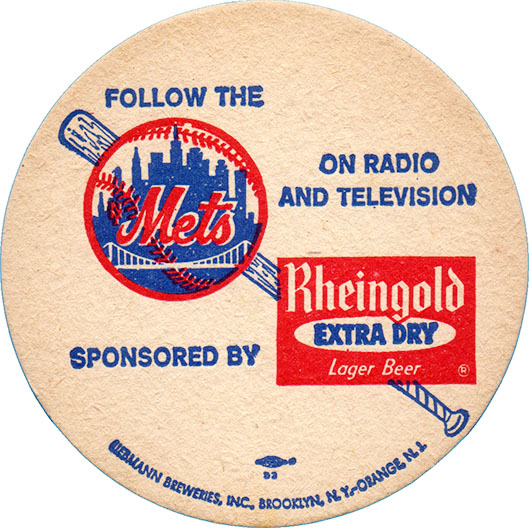 FOLLOW THE
Mets
ON RADIO
AND TELEVISION
SPONSORED BY
Rheingold
EXTRA DRY
Lager Beer ®
LIEBMANN BREWERIES, INC., BROOKLYN, N.Y.-ORANGE, N.J.